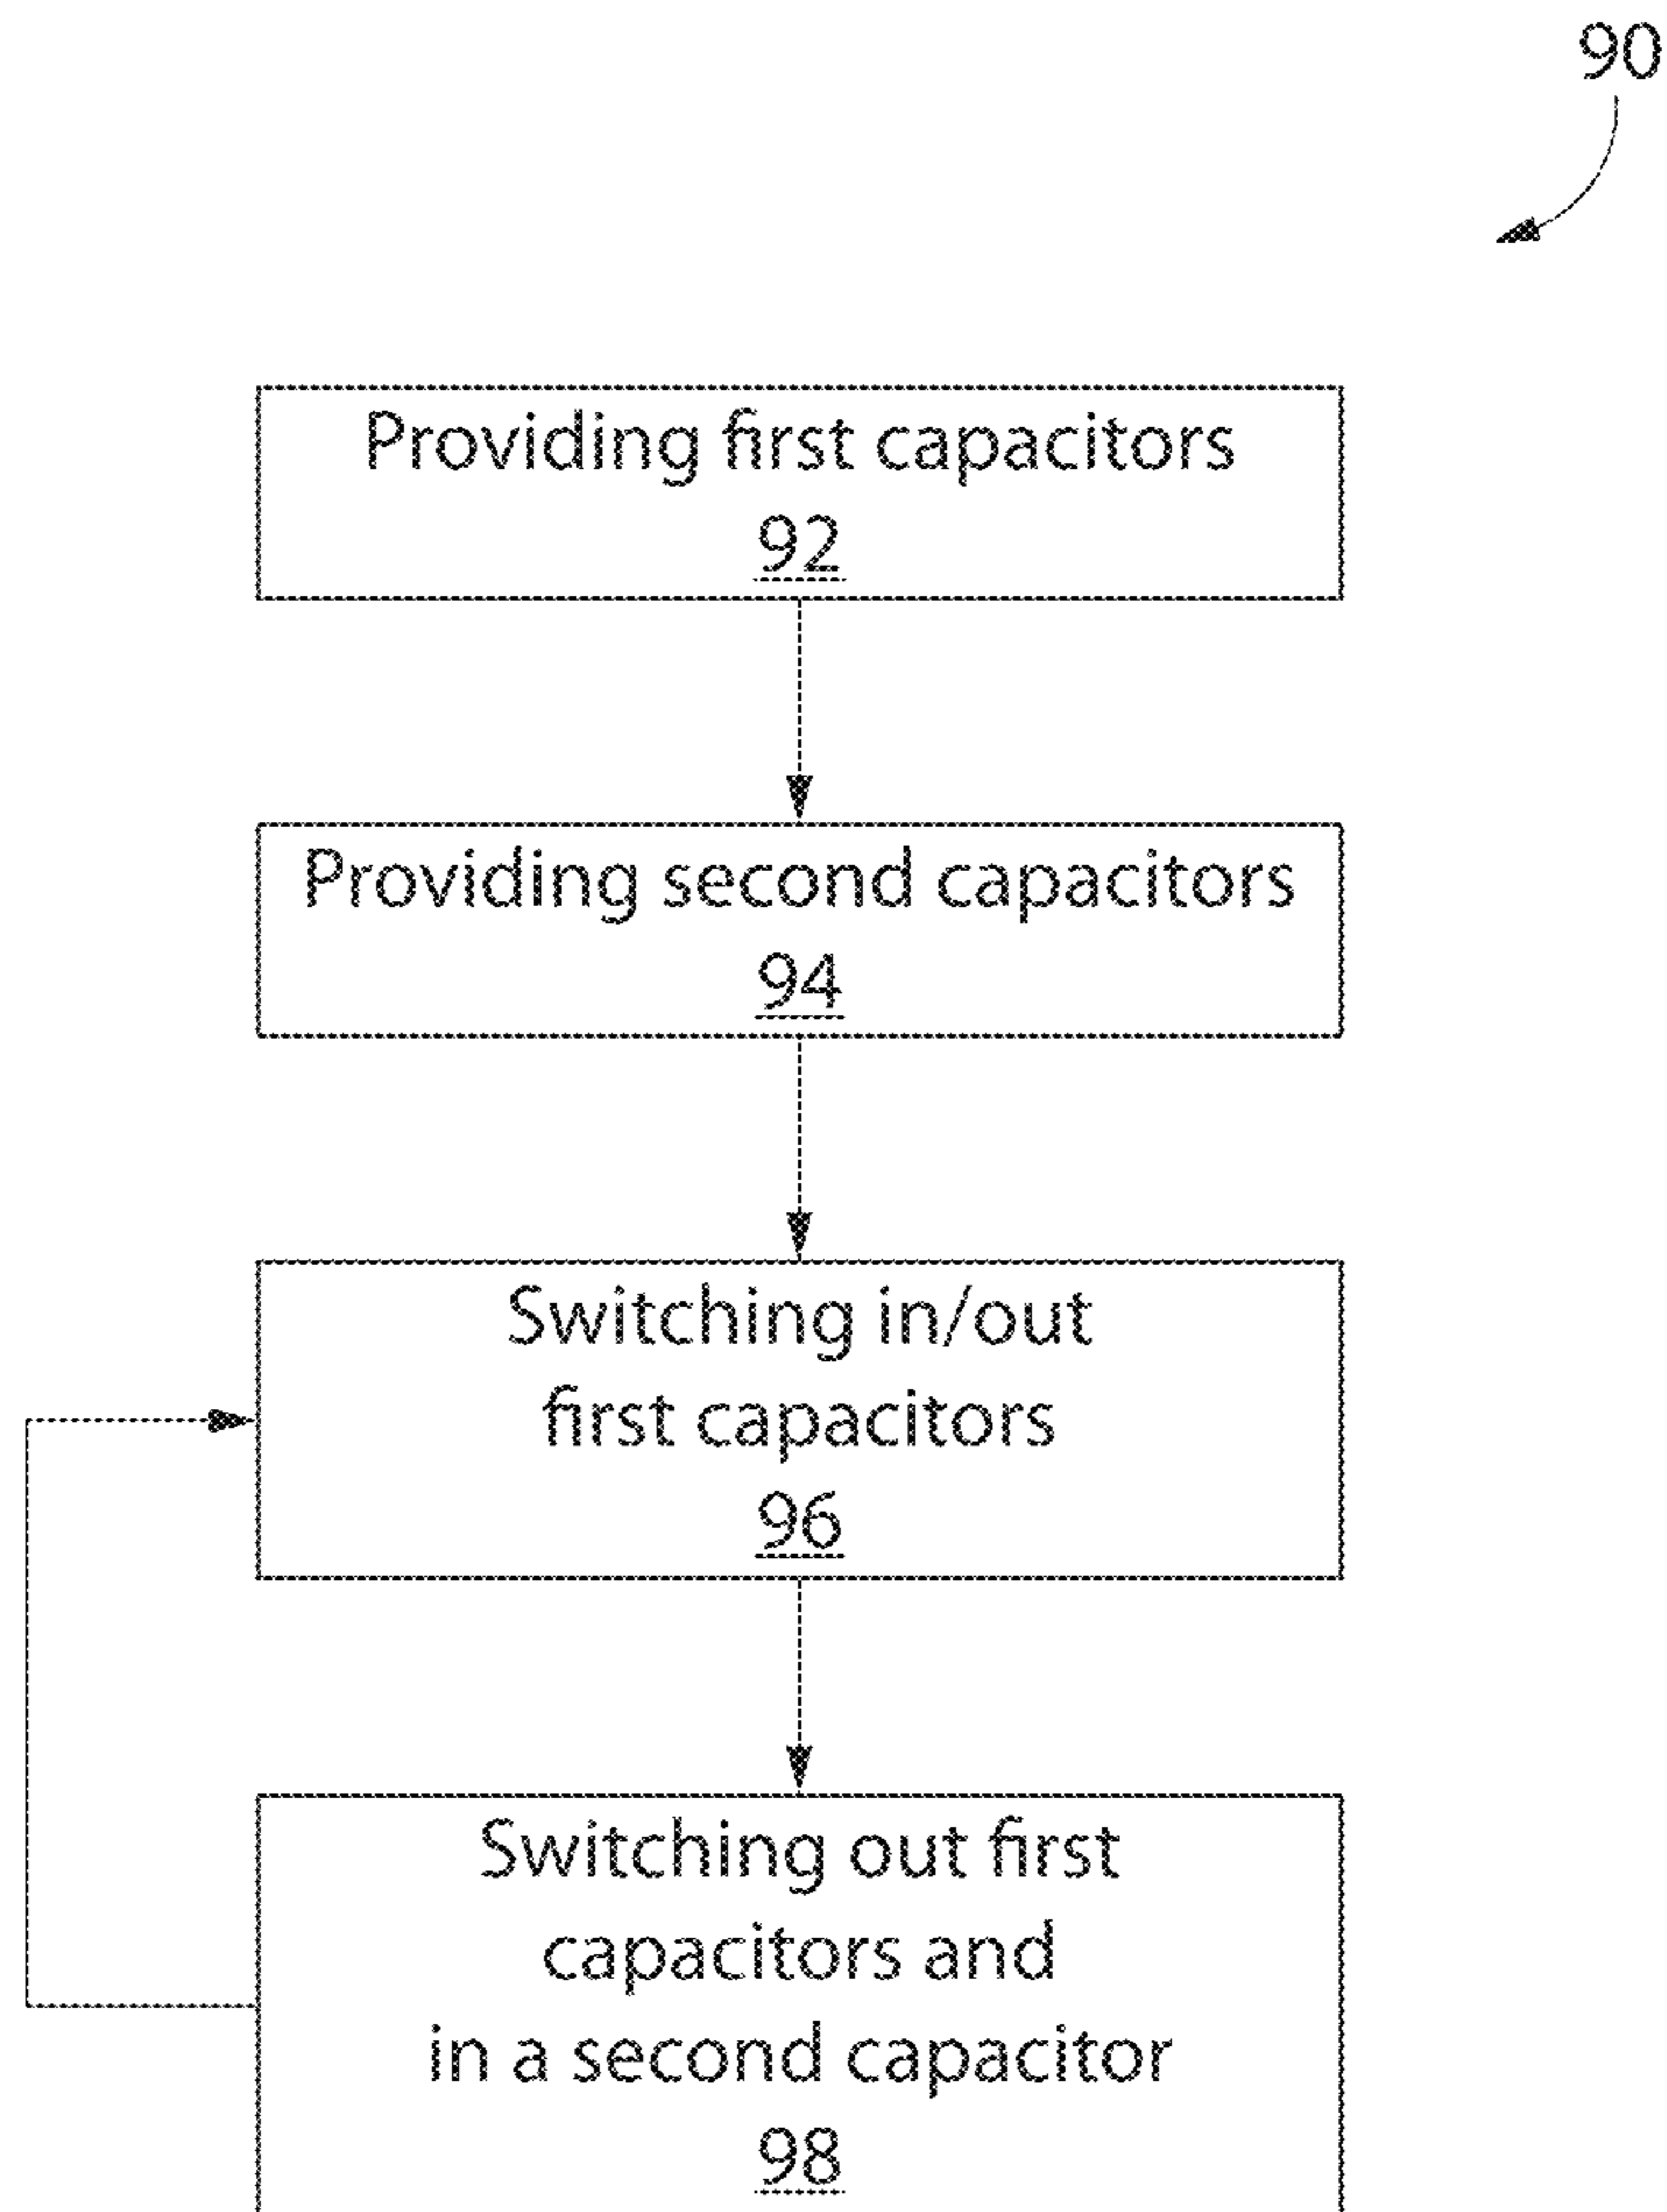 90
Providing first capacitors
92
Providing second capacitors
94
Switching in/out
first capacitors
96
Switching out first
capacitors and
in a second capacitor
98